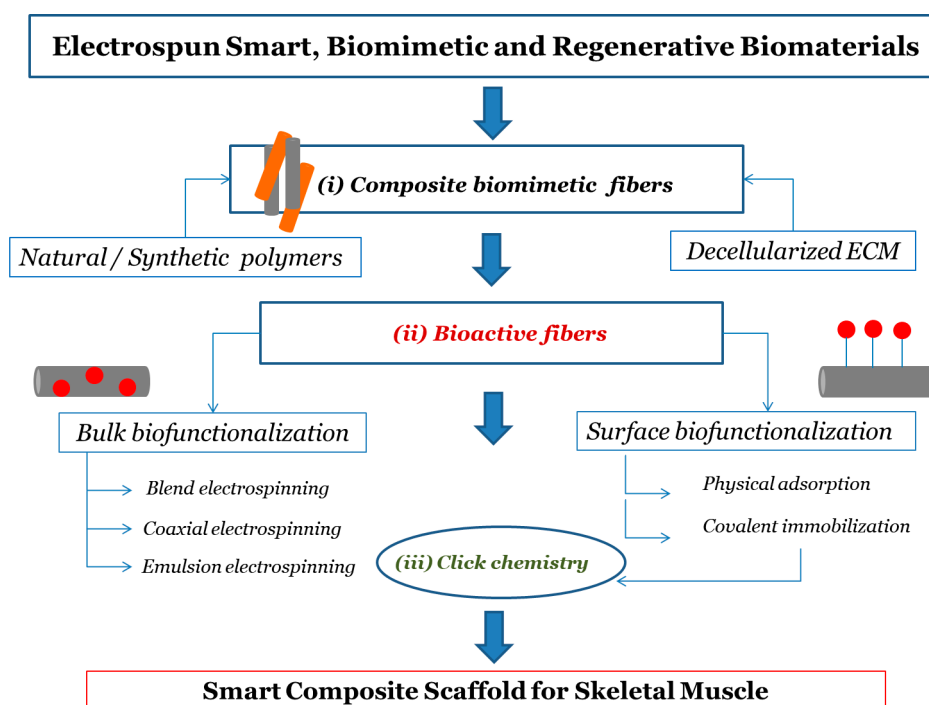 Electrospun Smart, Biomimetic and Regenerative Biomaterials
(i) Composite biomimetic fibers
Natural / Synthetic polymers
Decellularized ECM
(ii) Bioactive fibers
Bulk biofunctionalization
Surface biofunctionalization
Blend electrospinning
Physical adsorption
Coaxial electrospinning
Covalent immobilization
Emulsion electrospinning
(iii) Click chemistry
Smart Composite Scaffold for Skeletal Muscle